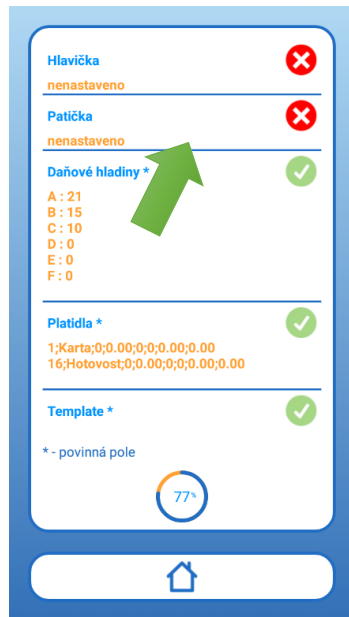 Hlavička
nenastaveno
Patička
nenastaveno
Daňové hladiny *
A : 21
B : 15
C : 10
D : 0
E : 0
F : 0
Platidla *
1;Karta;0;0.00;0;0;0.00;0.00
16;Hotovost;0;0.00;0;0;0.00;0.00
Template *
* - povinná pole
77%